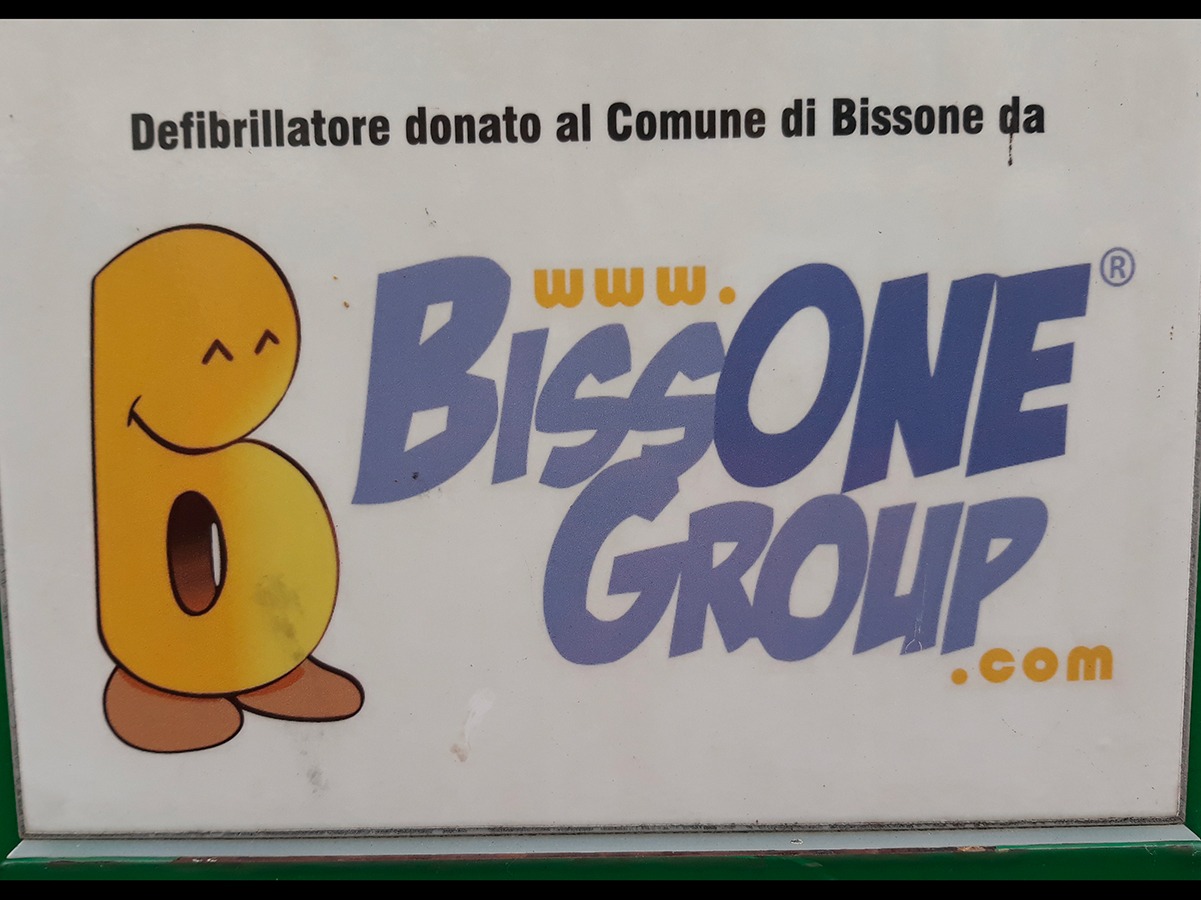 Defibrillatore donato al Comune di Bissone da
www.
BissONE®
GROUP
.com